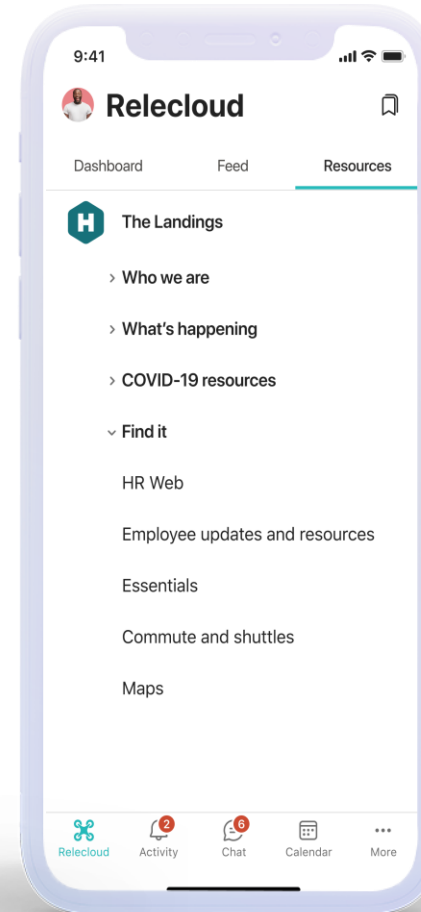 9:41
Relecloud
Dashboard Feed Resources
H The Landings
Who we are
What's happening
COVID-19 resources
Find it
HR Web
Employee updates and resources
Essentials
Commute and shuttles
Maps
2 6
Relecloud Activity Chat Calendar More